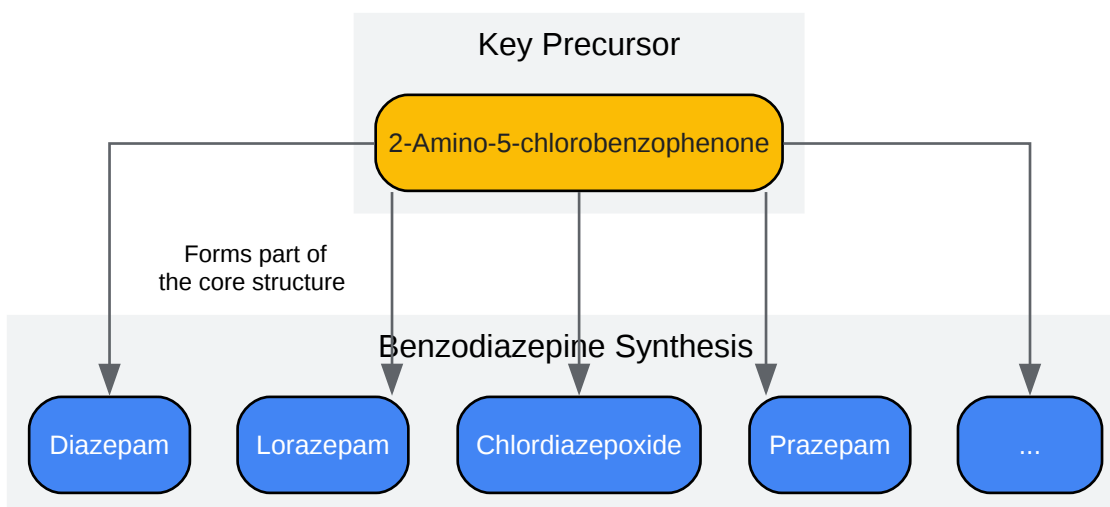 Key Precursor
2-Amino-5-chlorobenzophenone
Forms part of
the core structure
Benzodiazepine Synthesis
Diazepam
Lorazepam
Chlordiazepoxide
Prazepam
...